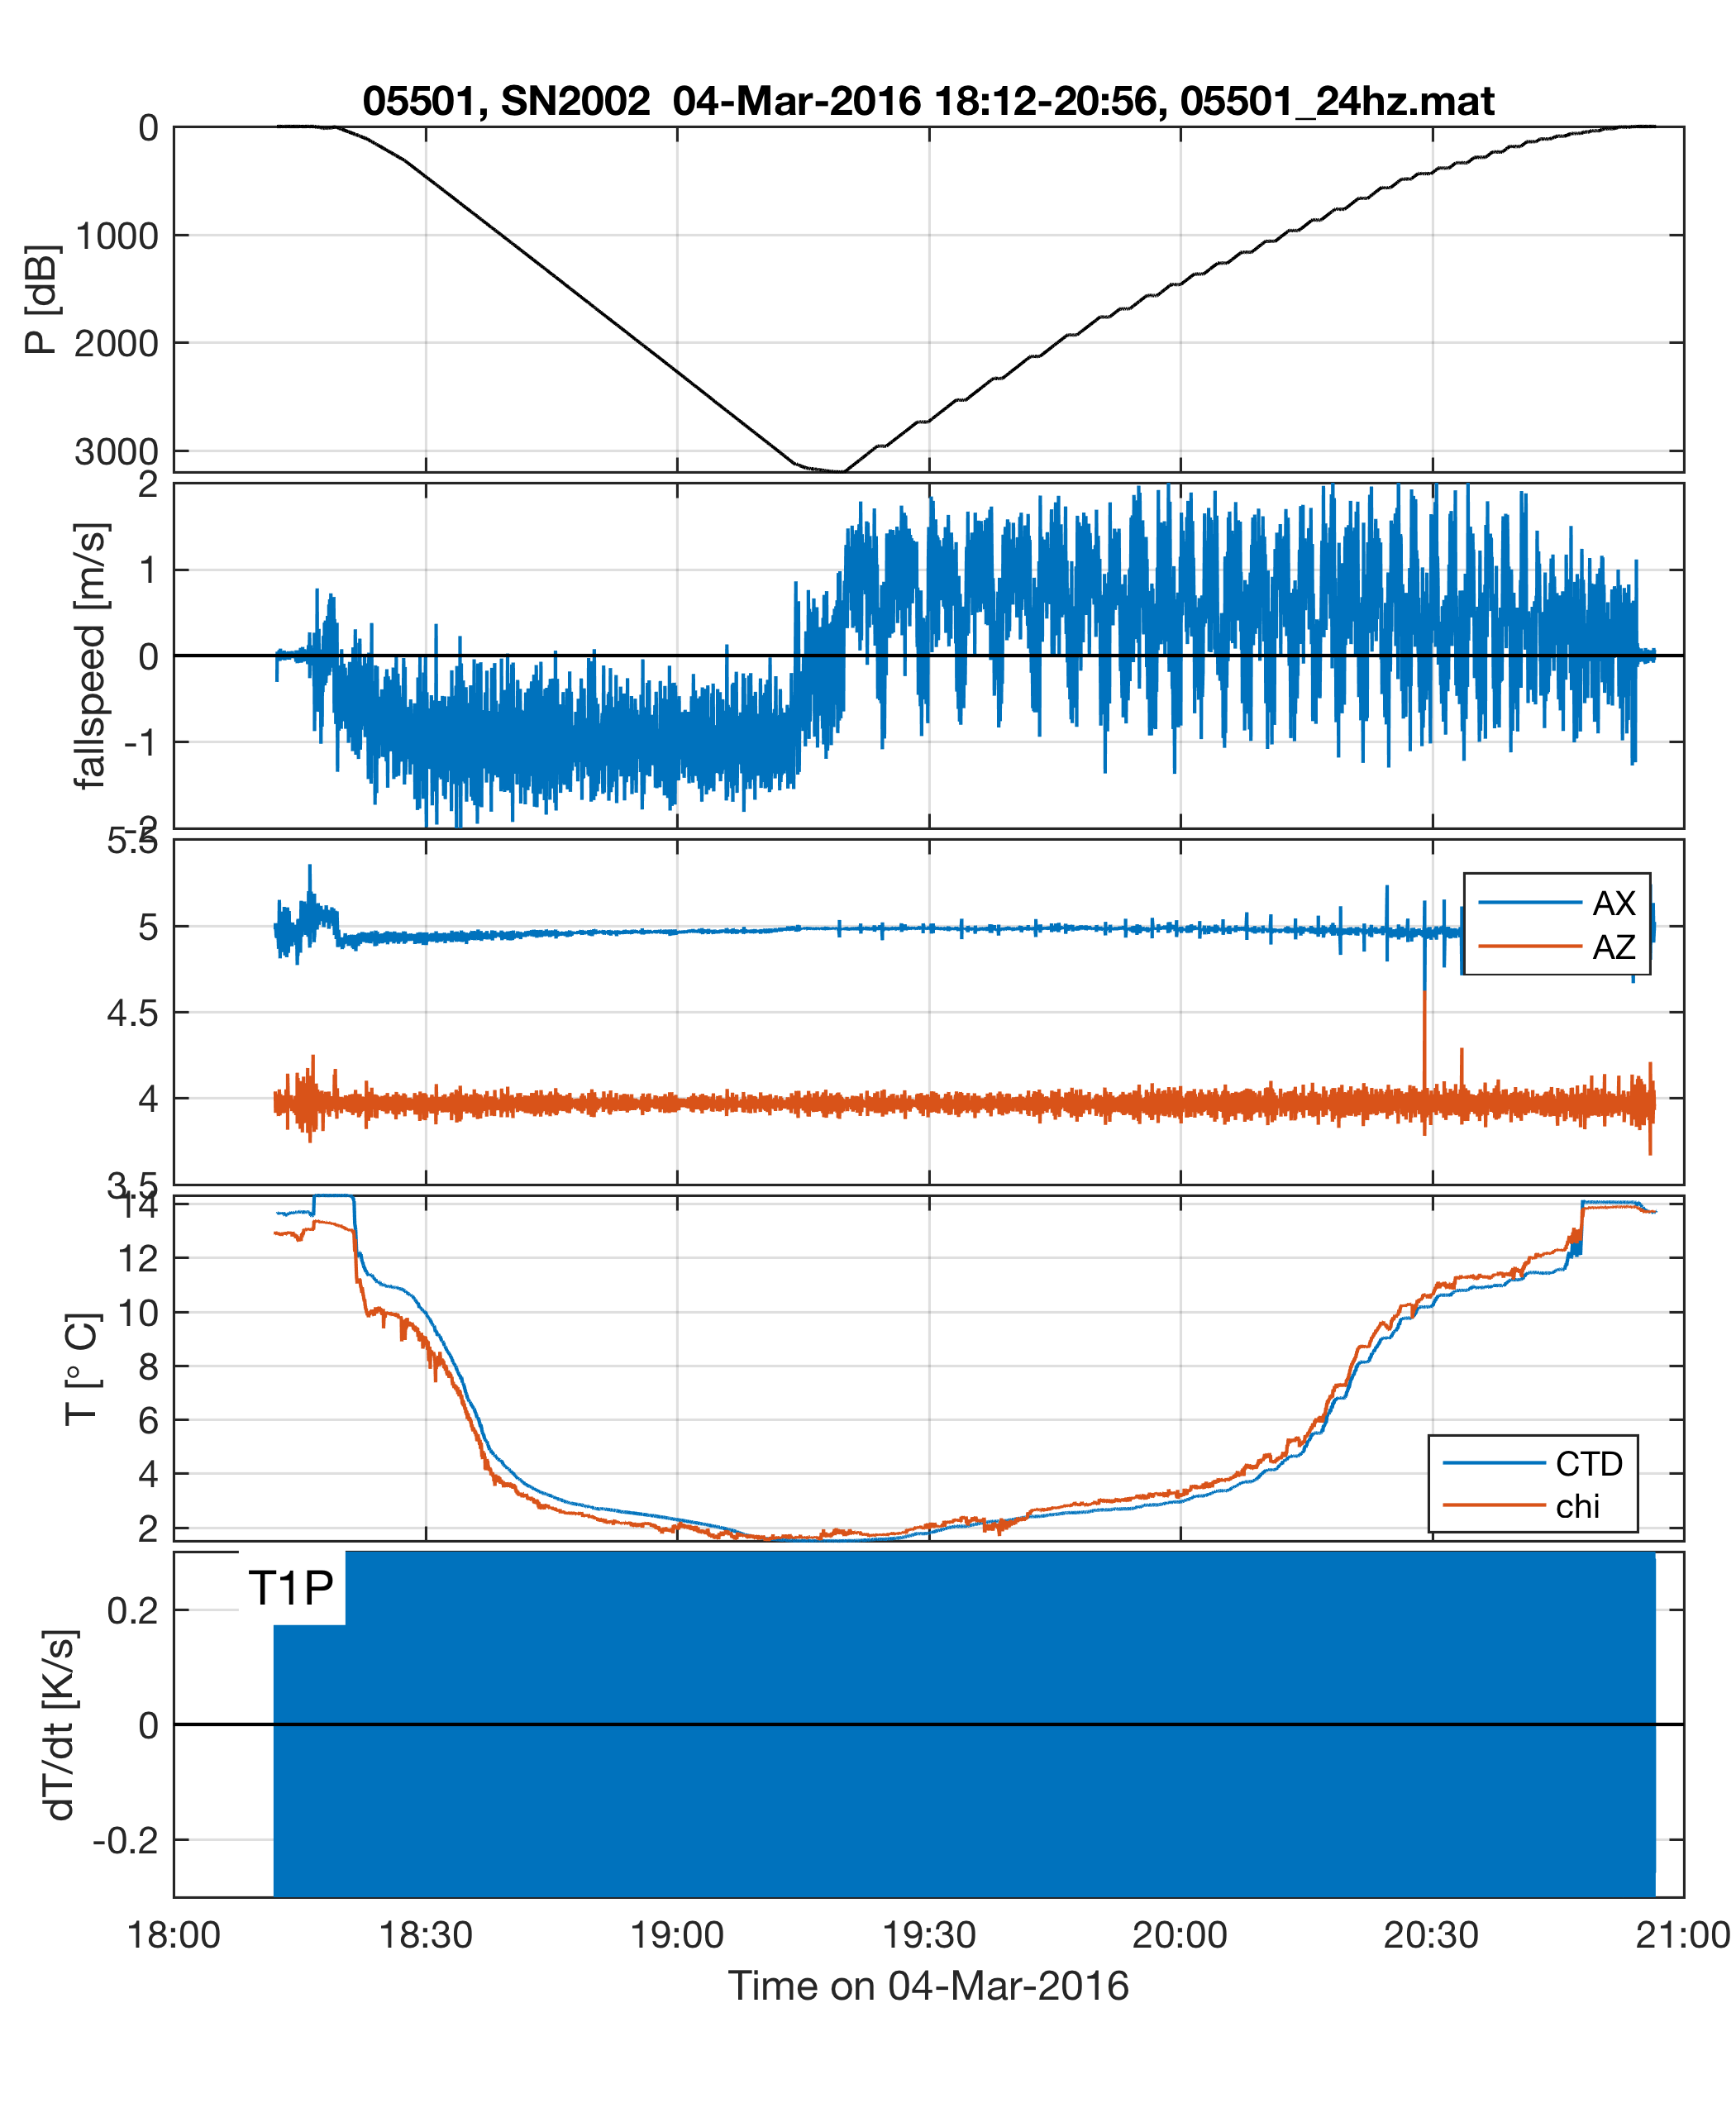 05501, SN2002  04-Mar-2016 18:12-20:56, 05501_24hz.mat
0
1000
2000
3000
P [dB]
2
1
0
-1
-2
fallspeed [m/s]
5.5
5
4.5
4
3.5
AX
AZ
14
12
10
8
6
4
2
T [° C]
CTD
chi
T1P
0.2
0
-0.2
dT/dt [K/s]
18:00 18:30 19:00 19:30 20:00 20:30 21:00
Time on 04-Mar-2016